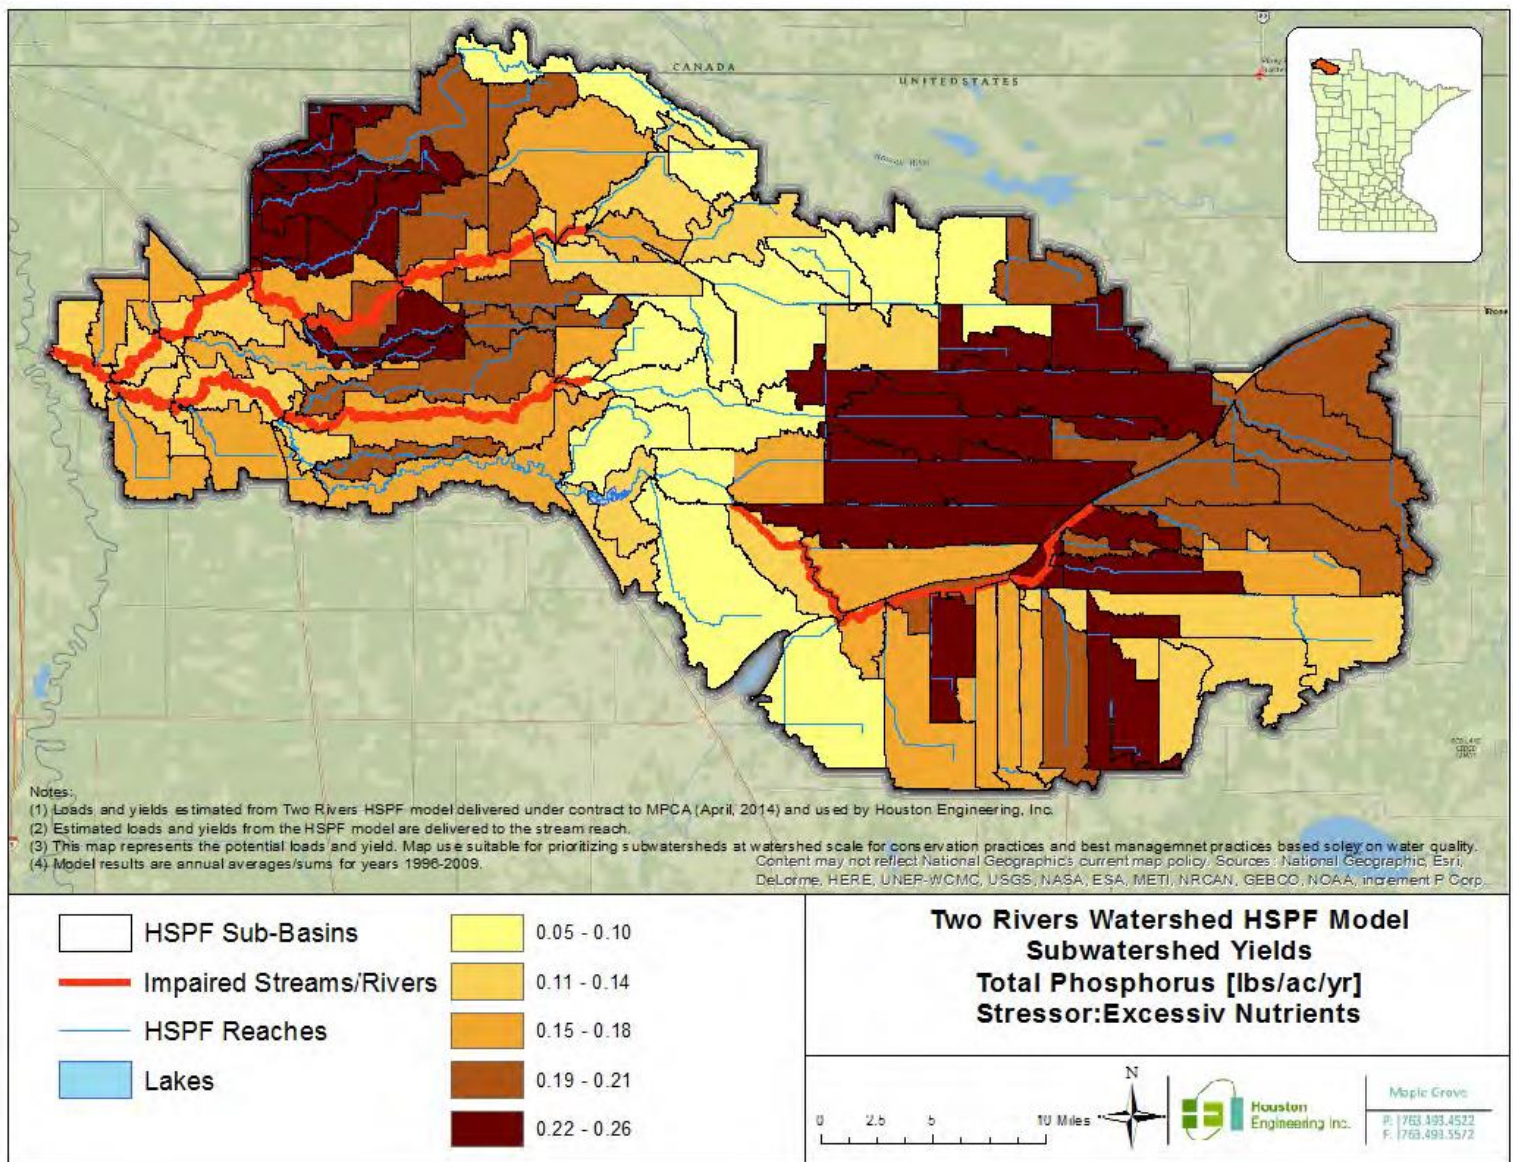 CANADA
UNITED STATES
Notes:
(1) Loads and yields estimated from Two Rivers HSPF model delivered under contract to MPCA (April, 2014) and used by Houston Engineering, Inc.
(2) Estimated loads and yields from the HSPF model are delivered to the stream reach.
(3) This map represents the potential loads and yield. Map use suitable for prioritizing subwatersheds at watershed scale for conservation practices and best managemnet practices based soley on water quality.
(4) Model results are annual averages/sums for years 1996-2009.
Content may not reflect National Geographic's current map policy. Sources: National Geographic, Esri,
DeLorme, HERE, UNEP-WCMC, USGS, NASA, ESA, METI, NRCAN, GEBCO, NOAA, increment P Corp.
HSPF Sub-Basins
Impaired Streams/Rivers
HSPF Reaches
Lakes
0.05 - 0.10
0.11 - 0.14
0.15 - 0.18
0.19 - 0.21
0.22 - 0.26
Two Rivers Watershed HSPF Model
Subwatershed Yields
Total Phosphorus [lbs/ac/yr]
Stressor:Excessiv Nutrients
0 2.5 5 10 Miles
N
Houston
Engineering Inc.
Maple Grove
P: 763.493.4522
F: 763.493.5572